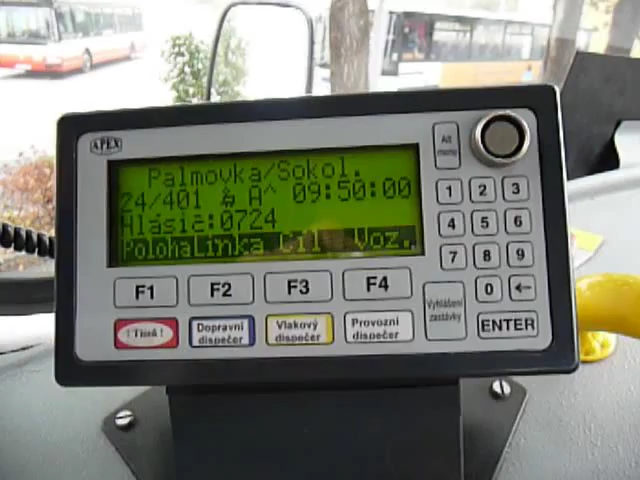 APEX
Palmovka/Sokol.
24/401 & A^ 09:50:00
Hlásič:0724
Poloha Linka Cíl Voz.
Alt menu
1 2 3
4 5 6
7 8 9
0 ←
F1 F2 F3 F4
Vyhlášení zastávky
ENTER
! Tísň !
Dopravní dispečer
Vlakový dispečer
Provozní dispečer